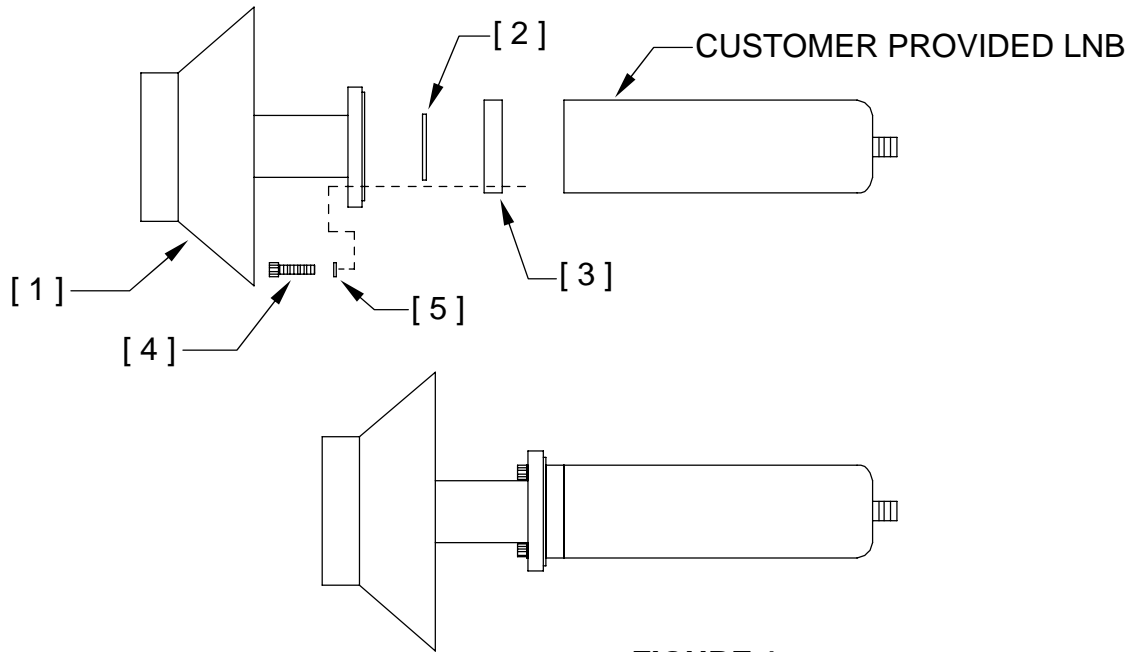 [ 2 ]
CUSTOMER PROVIDED LNB
[ 1 ]
[ 3 ]
[ 5 ]
[ 4 ]